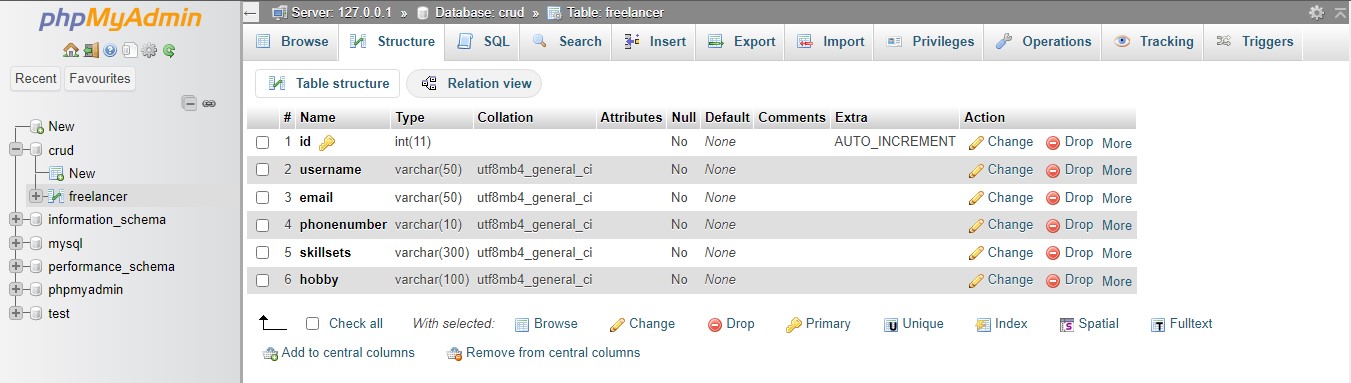 phpMyAdmin
Recent Favourites
New
crud
New
freelancer
information_schema
mysql
performance_schema
phpmyadmin
test
Server: 127.0.0.1 » Database: crud » Table: freelancer
Browse Structure SQL Search Insert Export Import Privileges Operations Tracking Triggers
Table structure Relation view
# Name Type Collation Attributes Null Default Comments Extra Action
1 id int(11) No None AUTO_INCREMENT Change Drop More
2 username varchar(50) utf8mb4_general_ci No None Change Drop More
3 email varchar(50) utf8mb4_general_ci No None Change Drop More
4 phonenumber varchar(10) utf8mb4_general_ci No None Change Drop More
5 skillsets varchar(300) utf8mb4_general_ci No None Change Drop More
6 hobby varchar(100) utf8mb4_general_ci No None Change Drop More
Check all With selected: Browse Change Drop Primary Unique Index Spatial Fulltext
Add to central columns Remove from central columns